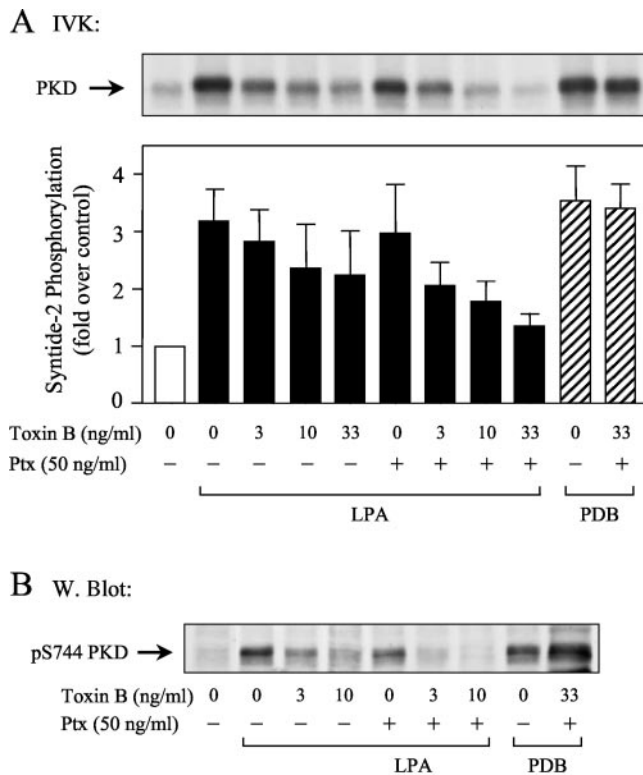 A IVK:
PKD
Syntide-2 Phosphorylation
(fold over control)
4
3
2
1
0
Toxin B (ng/ml) 0 0 3 10 33 0 3 10 33 0 33
Ptx (50 ng/ml) – – – – – + + + + – +
LPA PDB
B W. Blot:
pS744 PKD
Toxin B (ng/ml) 0 0 3 10 0 3 10 0 33
Ptx (50 ng/ml) – – – – + + + – +
LPA PDB